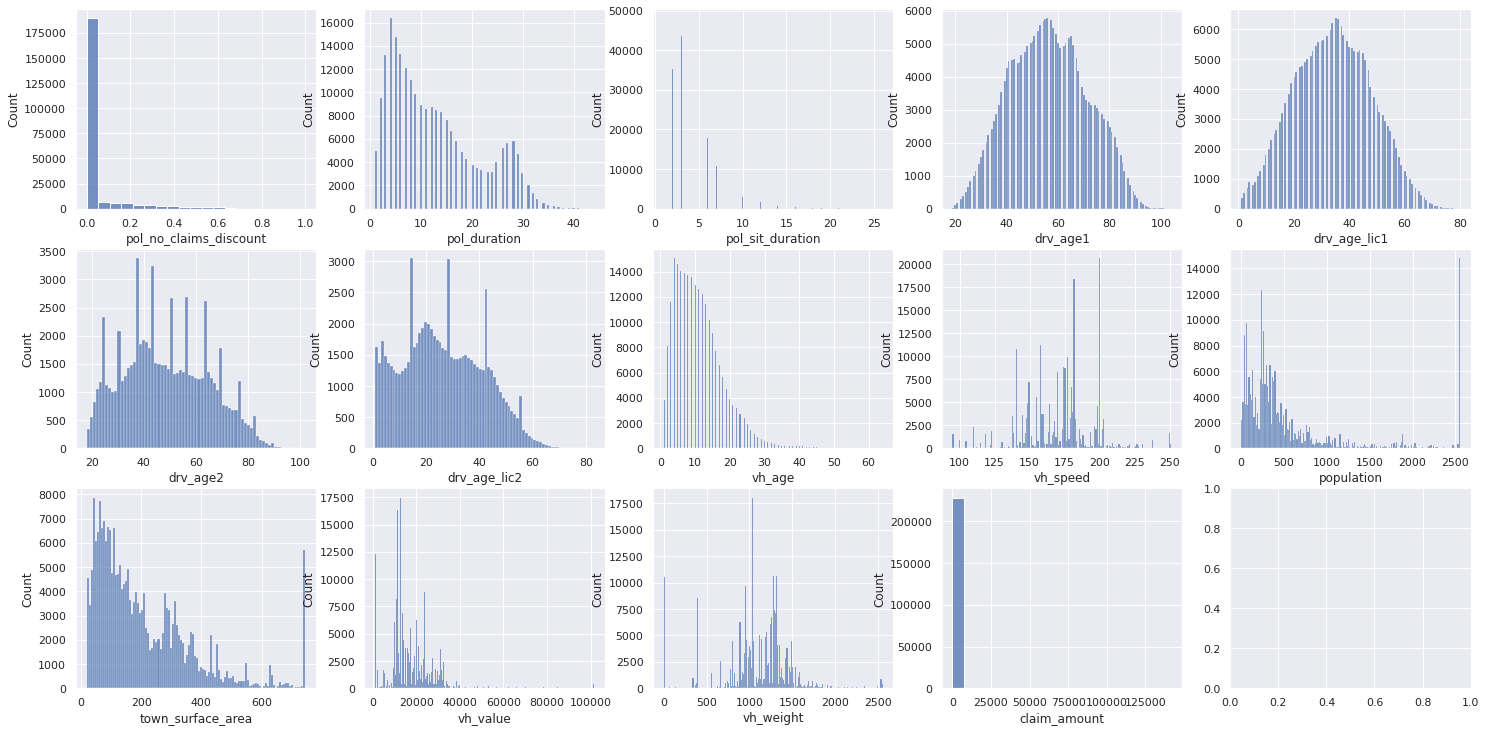 175000
150000
125000
100000
75000
50000
25000
0
Count
0.0 0.2 0.4 0.6 0.8 1.0
pol_no_claims_discount
16000
14000
12000
10000
8000
6000
4000
2000
0
Count
0 10 20 30 40
pol_duration
50000
40000
30000
20000
10000
0
Count
0 5 10 15 20 25
pol_sit_duration
6000
5000
4000
3000
2000
1000
0
Count
20 40 60 80 100
drv_age1
6000
5000
4000
3000
2000
1000
0
Count
0 20 40 60 80
drv_age_lic1
3500
3000
2500
2000
1500
1000
500
0
Count
20 40 60 80 100
drv_age2
3000
2500
2000
1500
1000
500
0
Count
0 20 40 60 80
drv_age_lic2
14000
12000
10000
8000
6000
4000
2000
0
Count
0 10 20 30 40 50 60
vh_age
20000
17500
15000
12500
10000
7500
5000
2500
0
Count
100 125 150 175 200 225 250
vh_speed
14000
12000
10000
8000
6000
4000
2000
0
Count
0 500 1000 1500 2000 2500
population
8000
7000
6000
5000
4000
3000
2000
1000
0
Count
0 200 400 600
town_surface_area
17500
15000
12500
10000
7500
5000
2500
0
Count
0 20000 40000 60000 80000 100000
vh_value
17500
15000
12500
10000
7500
5000
2500
0
Count
0 500 1000 1500 2000 2500
vh_weight
200000
150000
100000
50000
0
Count
0 25000 50000 75000 100000 125000
claim_amount
1.0
0.8
0.6
0.4
0.2
0.0
0.0 0.2 0.4 0.6 0.8 1.0